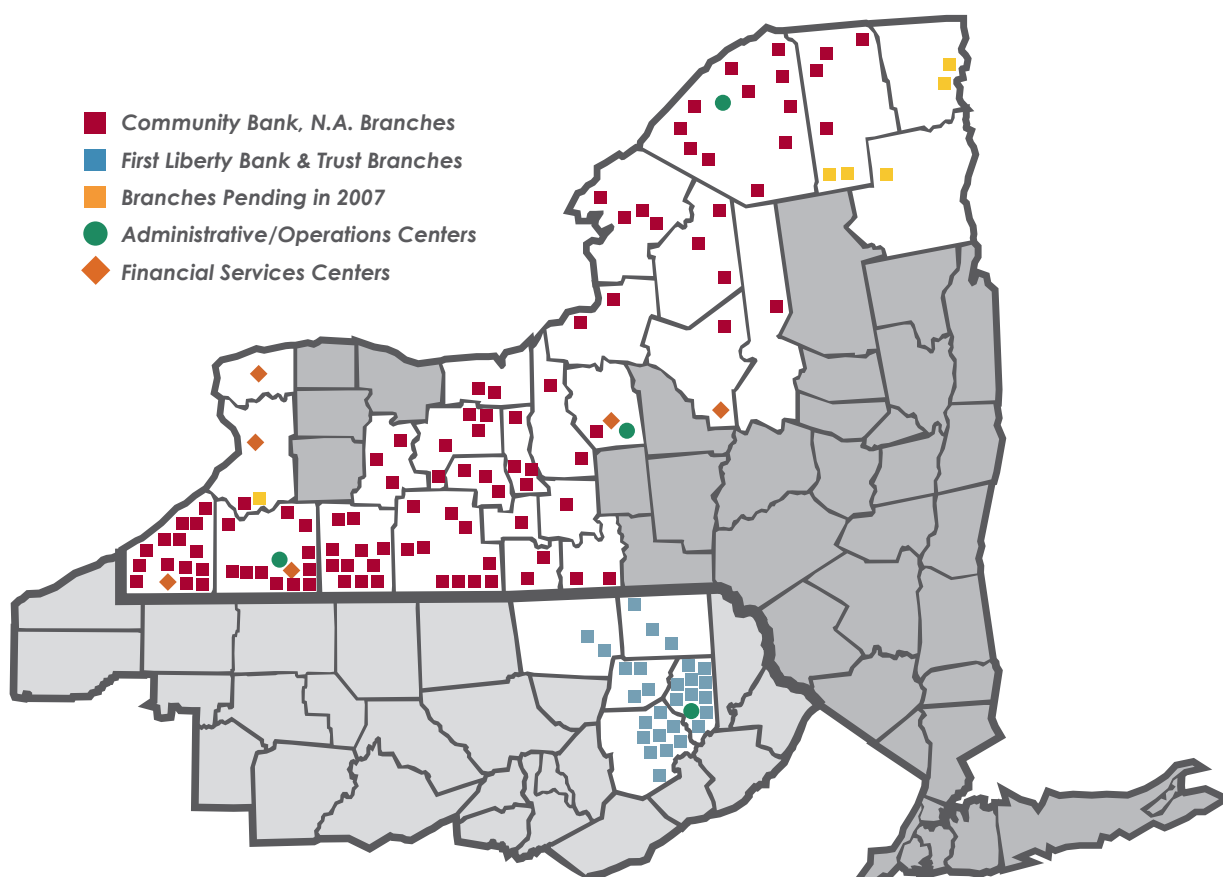 Community Bank, N.A. Branches
First Liberty Bank & Trust Branches
Branches Pending in 2007
Administrative/Operations Centers
Financial Services Centers